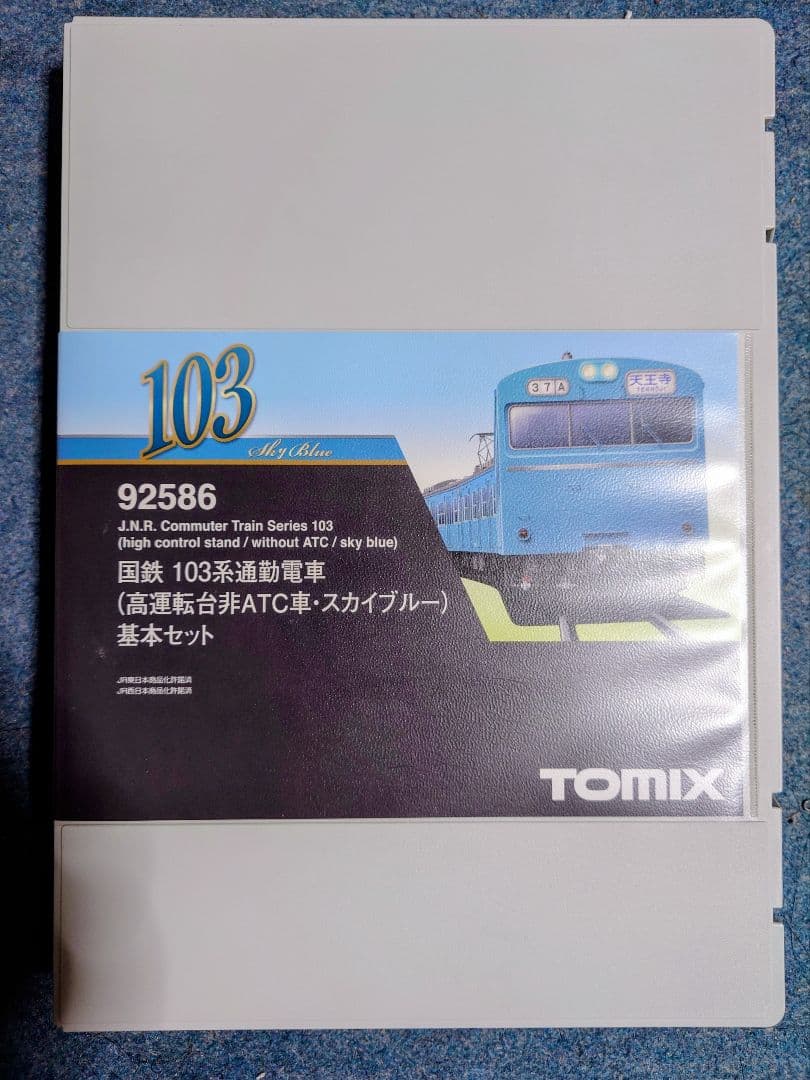 103
Sky Blue
37A
天王寺
TENNOJI
92586
J.N.R. Commuter Train Series 103
(high control stand / without ATC / sky blue)
国鉄 103系通勤電車
(高運転台非ATC車・スカイブルー)
基本セット
JR東日本商品化許諾済
JR西日本商品化許諾済
TOMIX